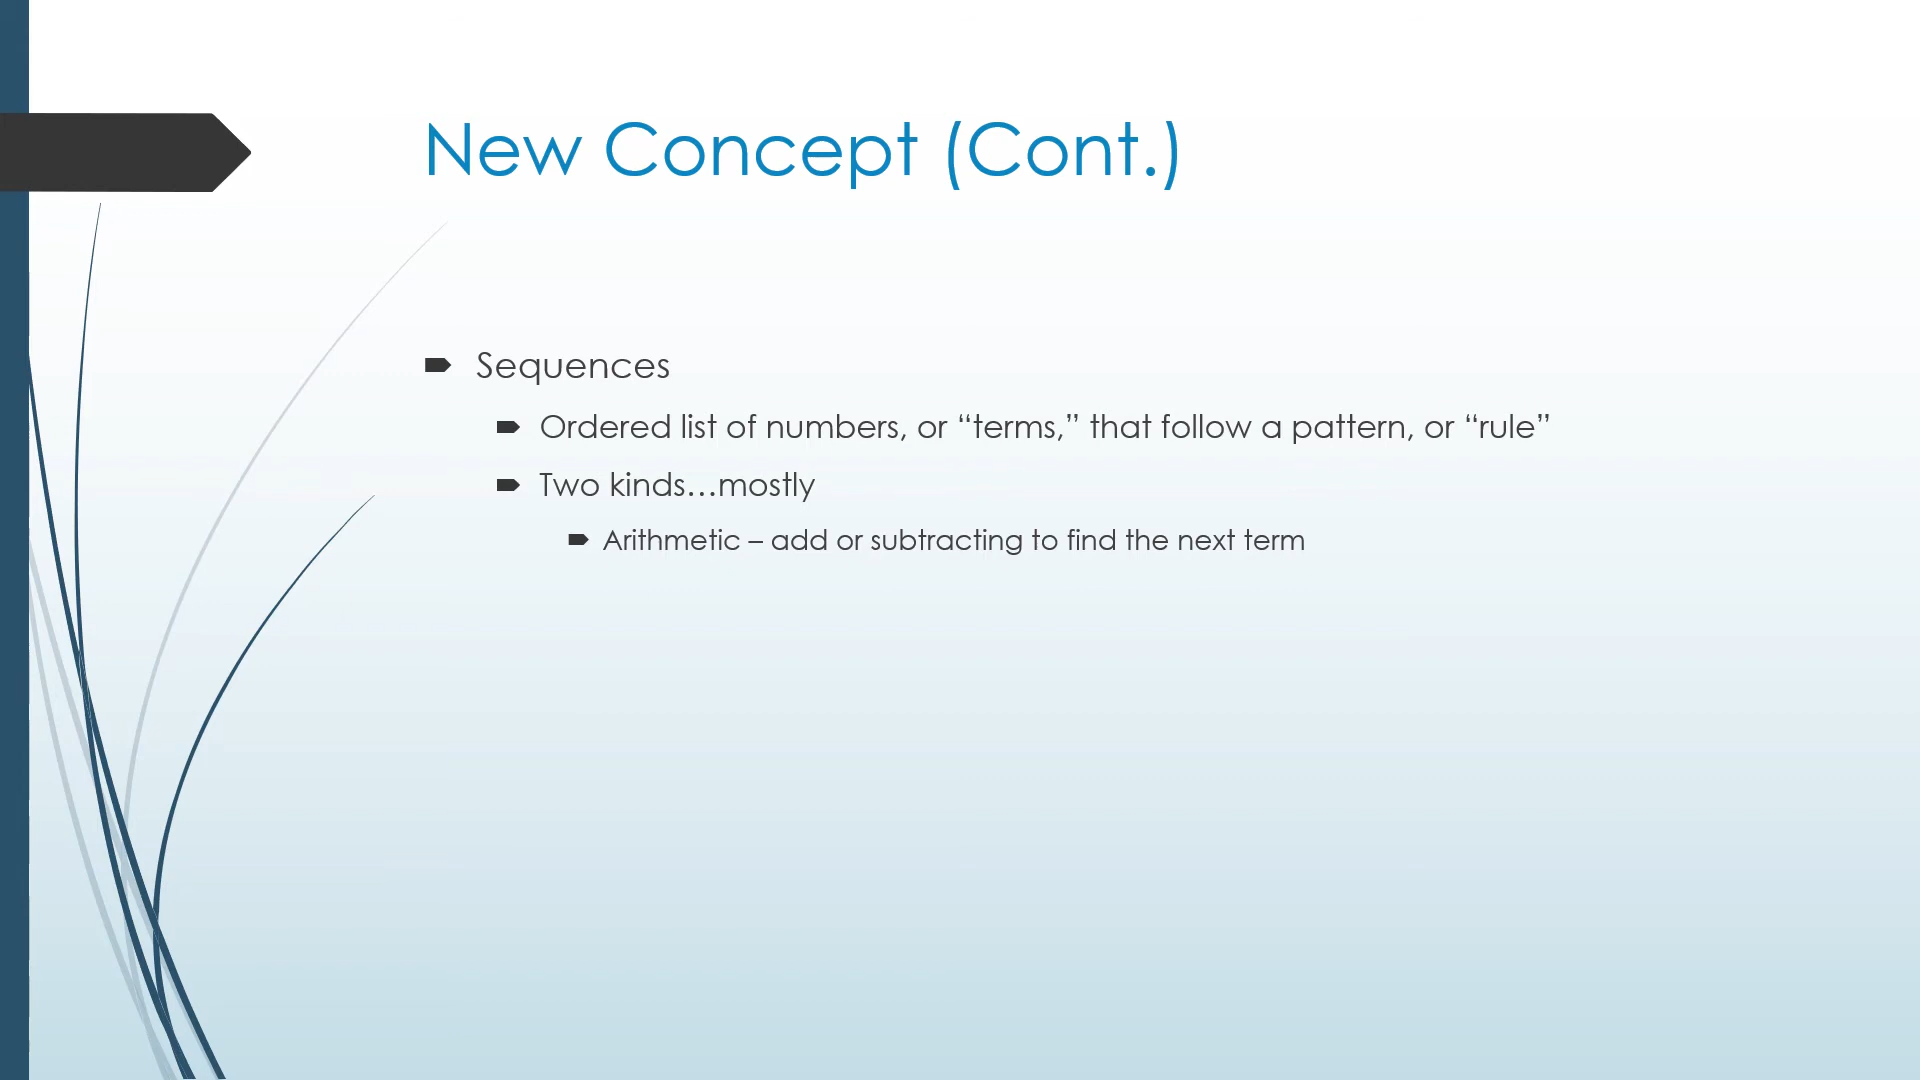 New Concept (Cont.)
Sequences
Ordered list of numbers, or “terms,” that follow a pattern, or “rule”
Two kinds…mostly
Arithmetic – add or subtracting to find the next term